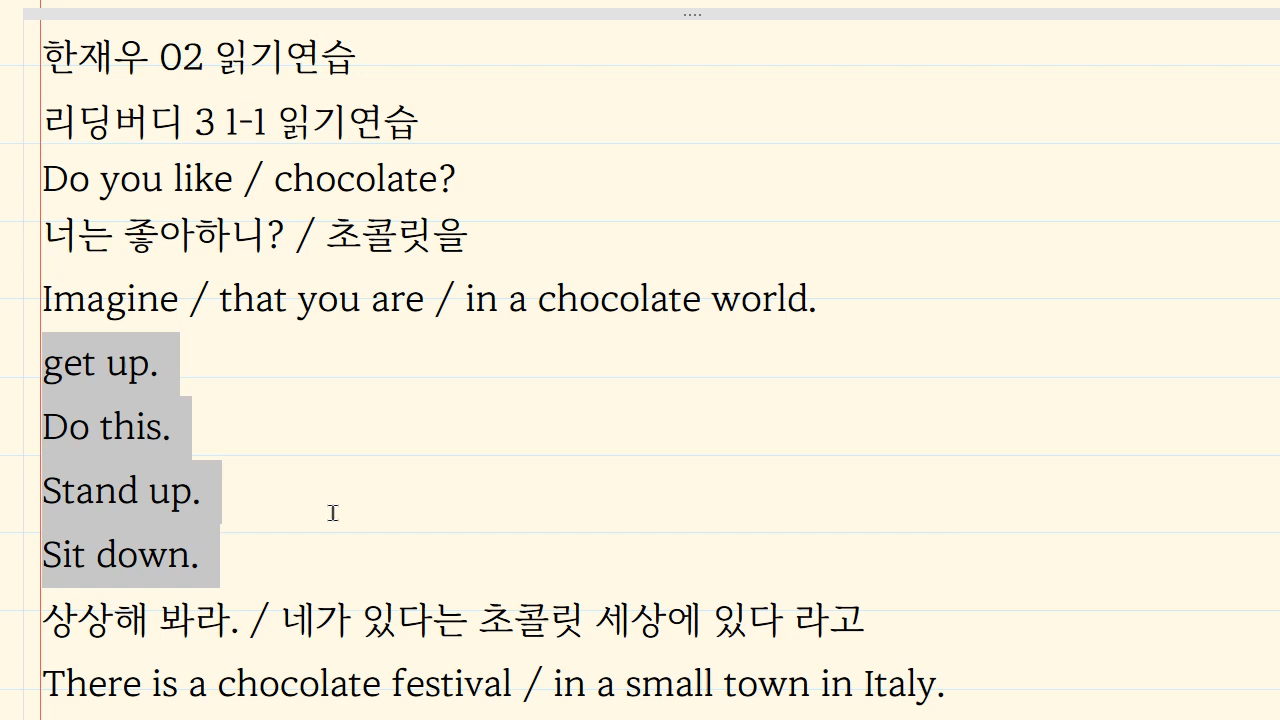 한재우 02 읽기연습
리딩버디 3 1-1 읽기연습
Do you like / chocolate?
너는 좋아하니? / 초콜릿을
Imagine / that you are / in a chocolate world.
get up.
Do this.
Stand up.
Sit down.
상상해 봐라. / 네가 있다는 초콜릿 세상에 있다 라고
There is a chocolate festival / in a small town in Italy.